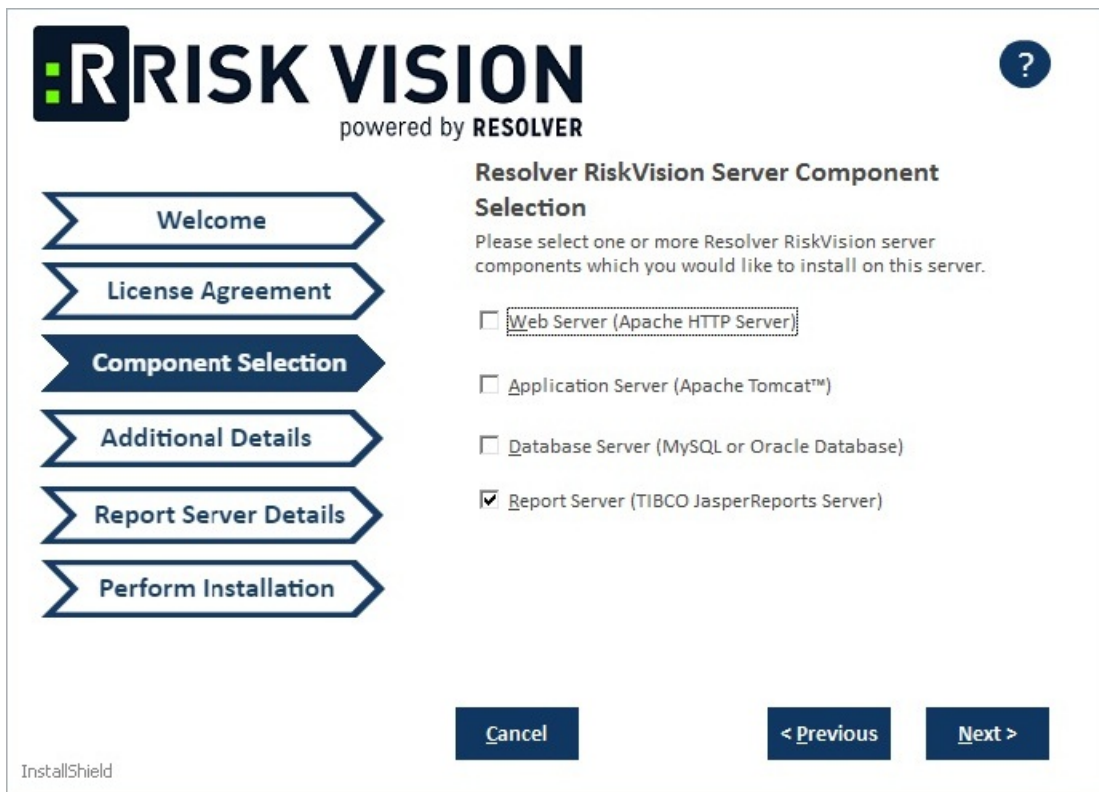 :R RISK VISION
powered by RESOLVER
?
Welcome
License Agreement
Component Selection
Additional Details
Report Server Details
Perform Installation
Resolver RiskVision Server Component
Selection
Please select one or more Resolver RiskVision server
components which you would like to install on this server.
Web Server (Apache HTTP Server)
Application Server (Apache Tomcat™)
Database Server (MySQL or Oracle Database)
Report Server (TIBCO JasperReports Server)
Cancel
< Previous
Next >
InstallShield